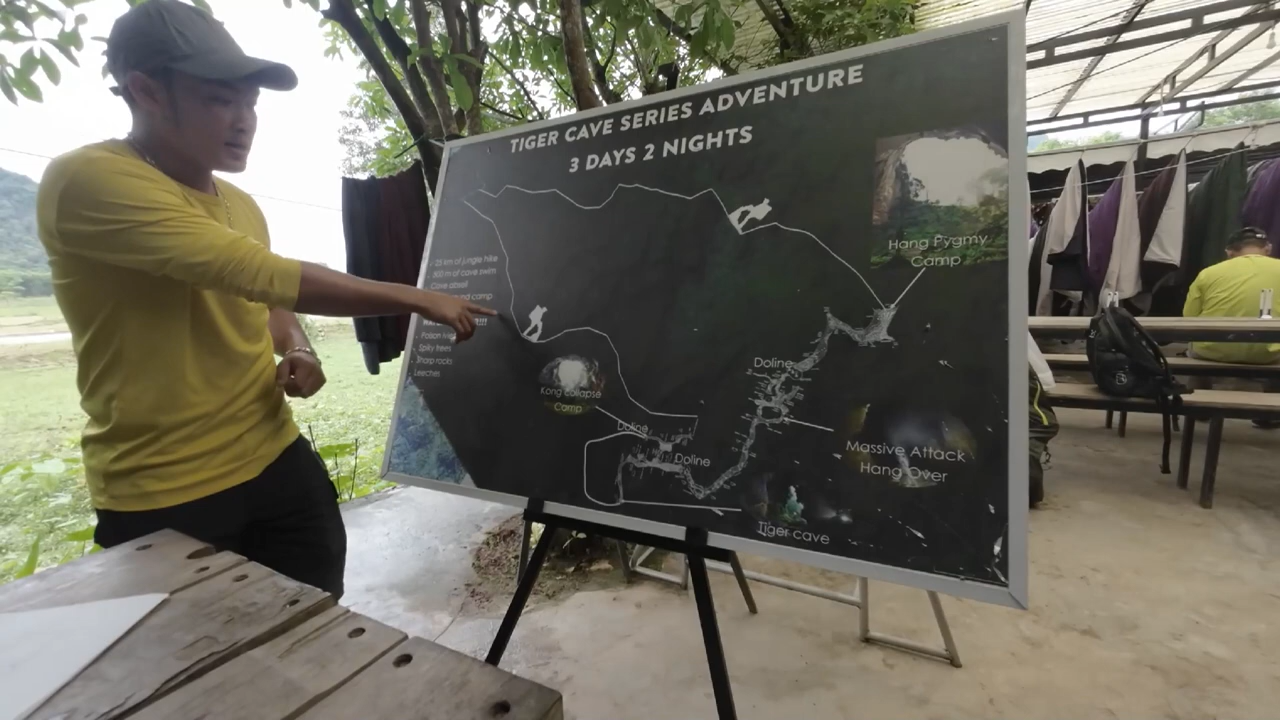 TIGER CAVE SERIES ADVENTURE
3 DAYS 2 NIGHTS
25 km of jungle hike
500 m of cave swim
Cave abseil
camp
Poison Ivy
Spiky trees
Sharp rocks
Leeches
Hang Pygmy
Camp
Kong Collapse
Camp
Doline
Doline
Doline
Massive Attack
Hang Over
Tiger cave